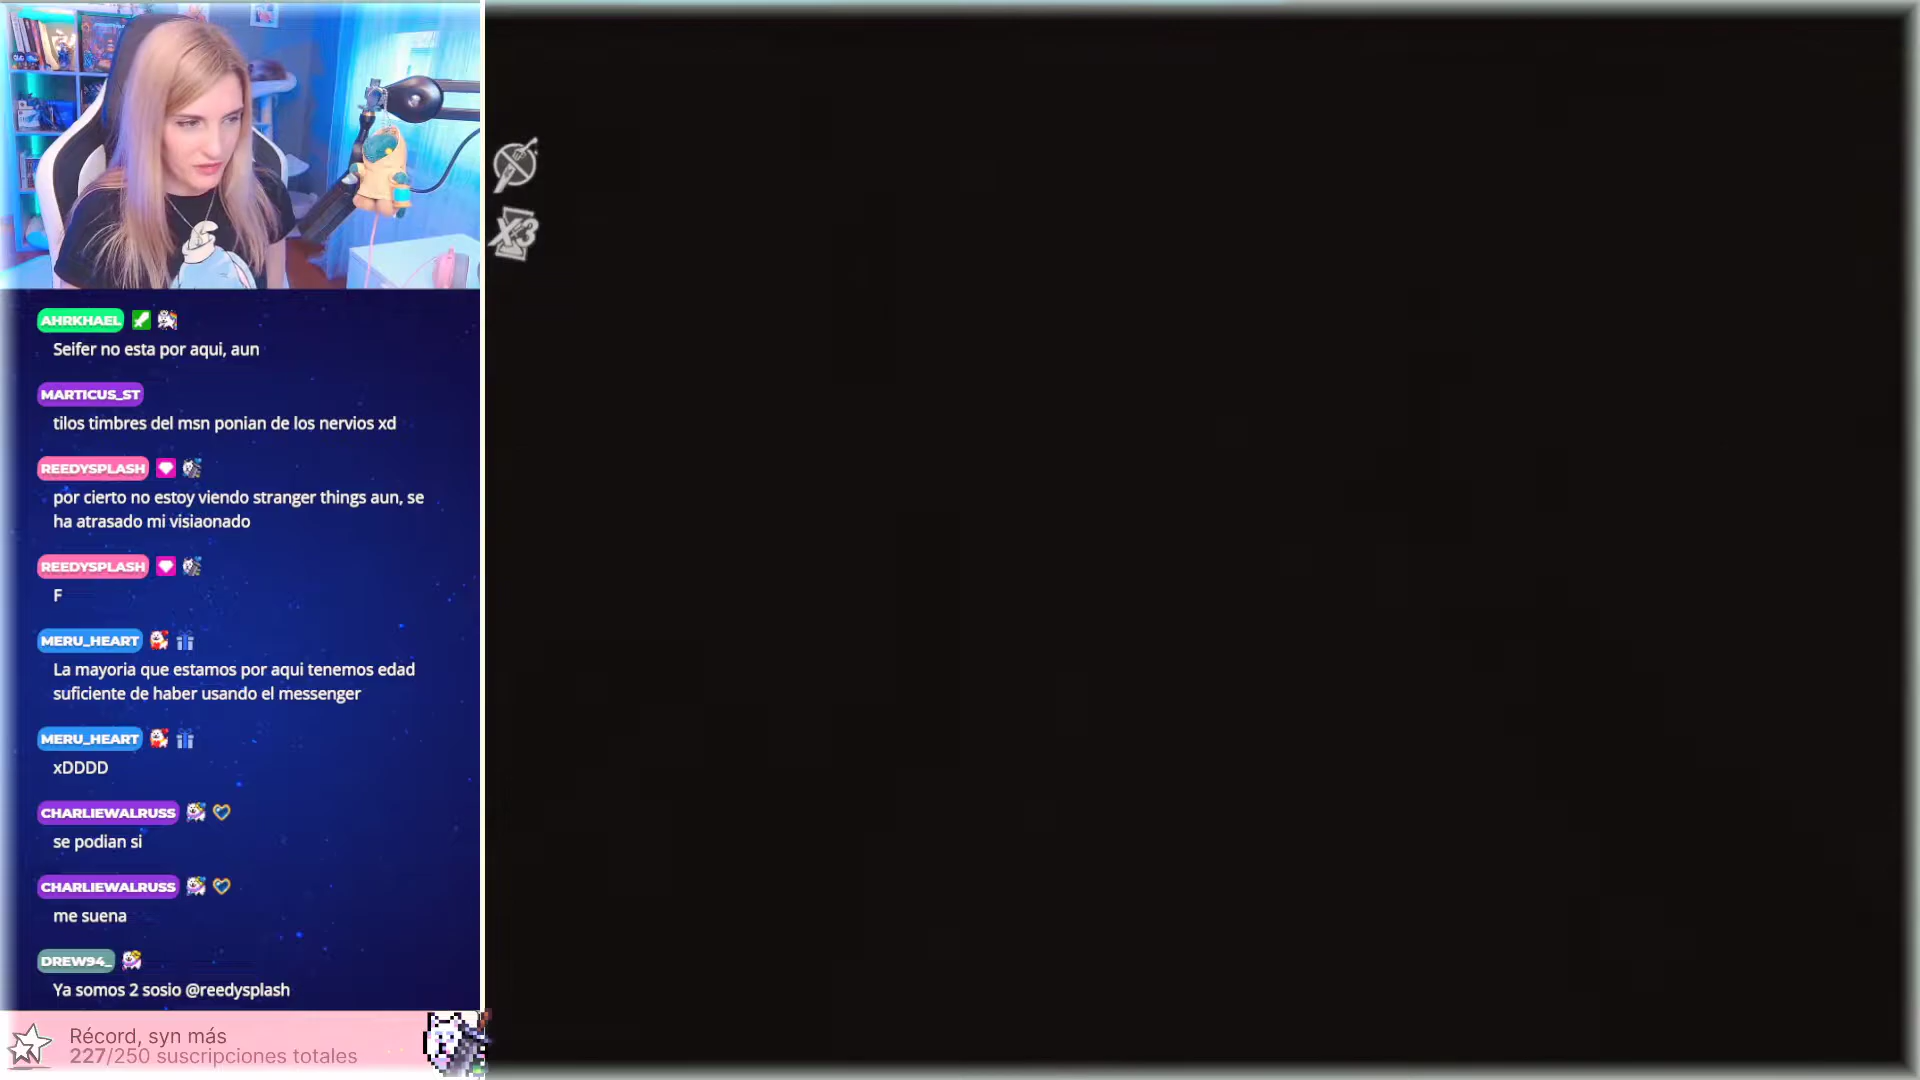 AHRKHAEL
Seifer no esta por aqui, aun
MARTICUS_ST
tilos timbres del msn ponian de los nervios xd
REEDYSPLASH
por cierto no estoy viendo stranger things aun, se
ha atrasado mi visiaonado
REEDYSPLASH
F
MERU_HEART
La mayoria que estamos por aqui tenemos edad
suficiente de haber usando el messenger
MERU_HEART
xDDDD
CHARLIEWALRUSS
se podian si
CHARLIEWALRUSS
me suena
DREW94_
Ya somos 2 sosio @reedysplash
Récord, syn más
227/250 suscripciones totales
X3